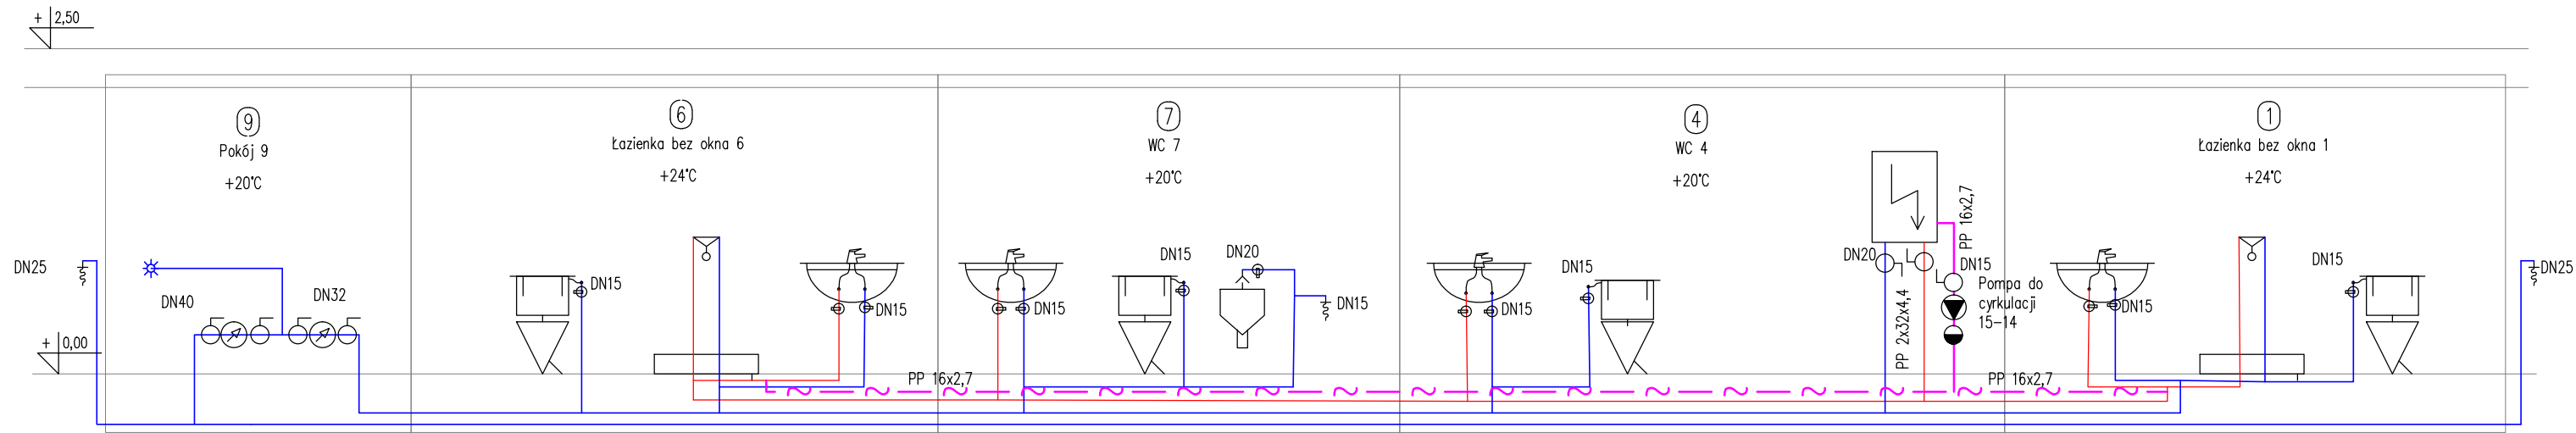 + 2,50
9
Pokój 9
+20°C
6
Łazienka bez okna 6
+24°C
7
WC 7
+20°C
4
WC 4
+20°C
1
Łazienka bez okna 1
+24°C
DN25
DN40
DN32
DN15
DN15
DN15
DN15
DN20
DN15
DN15
DN15
DN20
PP 2x32x4,4
PP 16x2,7
DN15
Pompa do
cyrkulacji
15-14
DN15
DN15
DN25
+ 0,00
PP 16x2,7
PP 16x2,7